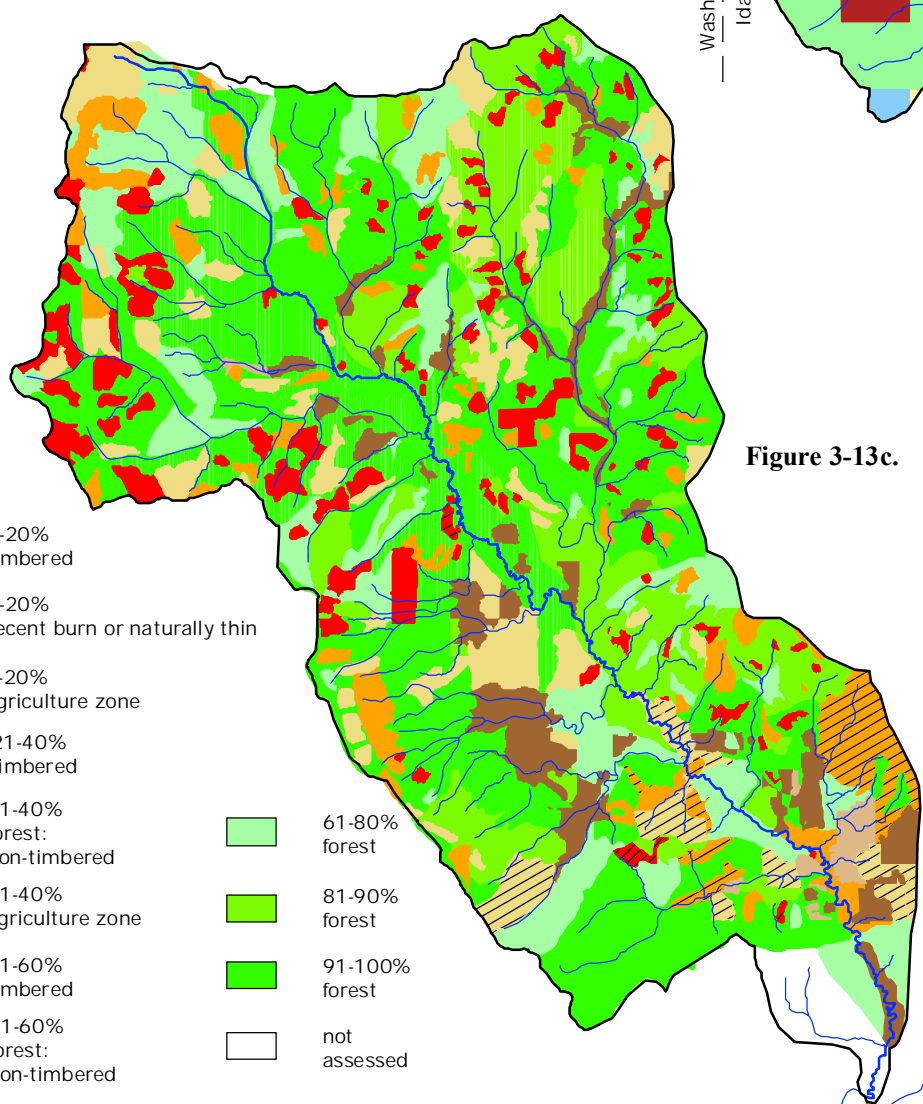 Wash
Ida
Figure 3-13c.
-20%
mbered
-20%
ecent burn or naturally thin
-20%
griculture zone
21-40%
imbered
1-40%
orest:
on-timbered
1-40%
griculture zone
1-60%
mbered
1-60%
orest:
on-timbered
61-80%
forest
81-90%
forest
91-100%
forest
not
assessed